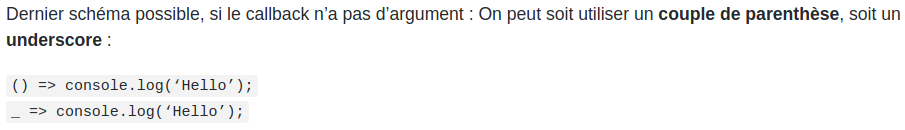 Dernier schéma possible, si le callback n’a pas d’argument : On peut soit utiliser un couple de parenthèse, soit un
underscore :
() => console.log(‘Hello’);
_ => console.log(‘Hello’);